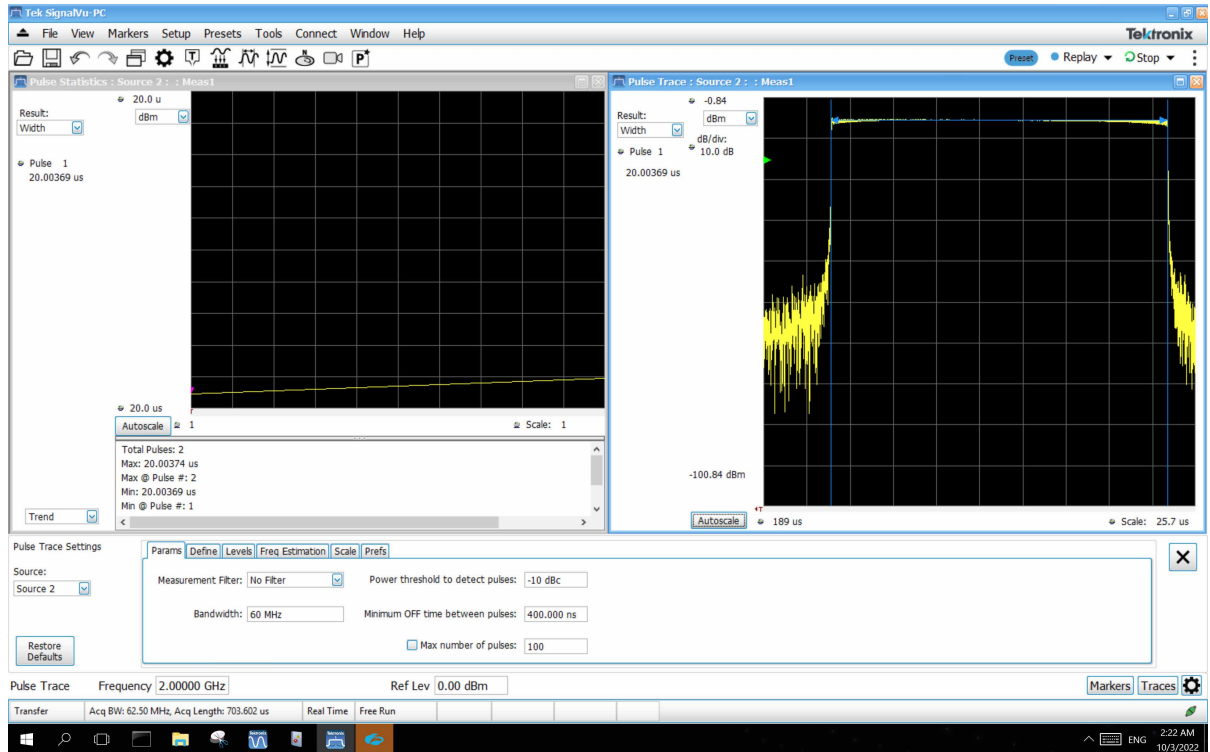 Tek SignalVu-PC
File View Markers Setup Presets Tools Connect Window Help
Tektronix
Preset Replay Stop
Pulse Statistics : Source 2 : : Meas1
Result:
Width
Pulse 1
20.00369 us
20.0 u
dBm
20.0 us
Autoscale 1 Scale: 1
Total Pulses: 2
Max: 20.00374 us
Max @ Pulse #: 2
Min: 20.00369 us
Min @ Pulse #: 1
Trend
Pulse Trace : Source 2 : : Meas1
Result:
Width
Pulse 1
20.00369 us
-0.84
dBm
dB/div:
10.0 dB
-100.84 dBm
Autoscale 189 us Scale: 25.7 us
Pulse Trace Settings
Source:
Source 2
Restore
Defaults
Params Define Levels Freq Estimation Scale Prefs
Measurement Filter: No Filter Power threshold to detect pulses: -10 dBc
Bandwidth: 60 MHz Minimum OFF time between pulses: 400.000 ns
Max number of pulses: 100
Pulse Trace Frequency 2.00000 GHz Ref Lev 0.00 dBm Markers Traces
Transfer Acq BW: 62.50 MHz, Acq Length: 703.602 us Real Time Free Run
ENG 2:22 AM
10/3/2022